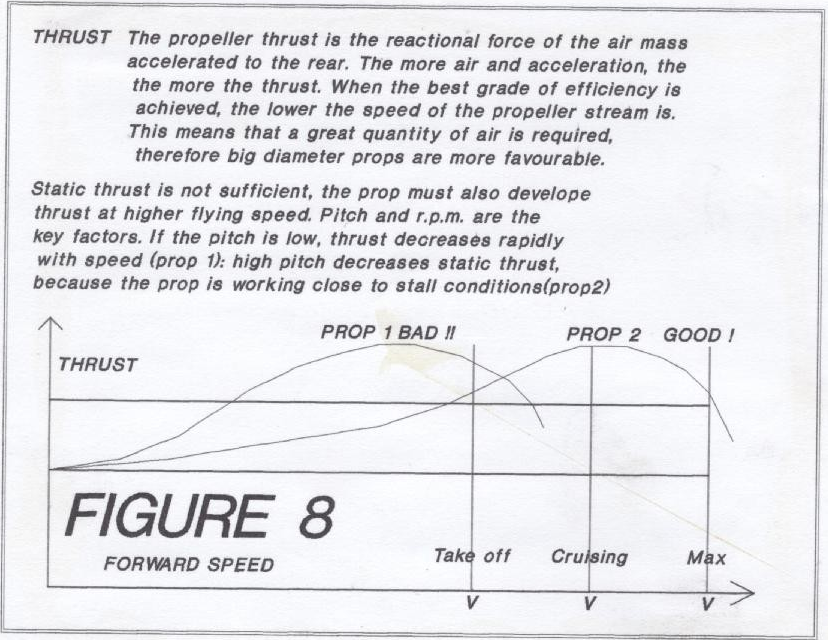 THRUST The propeller thrust is the reactional force of the air mass
accelerated to the rear. The more air and acceleration, the
the more the thrust. When the best grade of efficiency is
achieved, the lower the speed of the propeller stream is.
This means that a great quantity of air is required,
therefore big diameter props are more favourable.
Static thrust is not sufficient, the prop must also develope
thrust at higher flying speed. Pitch and r.p.m. are the
key factors. If the pitch is low, thrust decreases rapidly
with speed (prop 1): high pitch decreases static thrust,
because the prop is working close to stall conditions(prop2)
PROP 1 BAD !! PROP 2 GOOD !
THRUST
FIGURE 8
FORWARD SPEED Take off Cruising Max
V V V